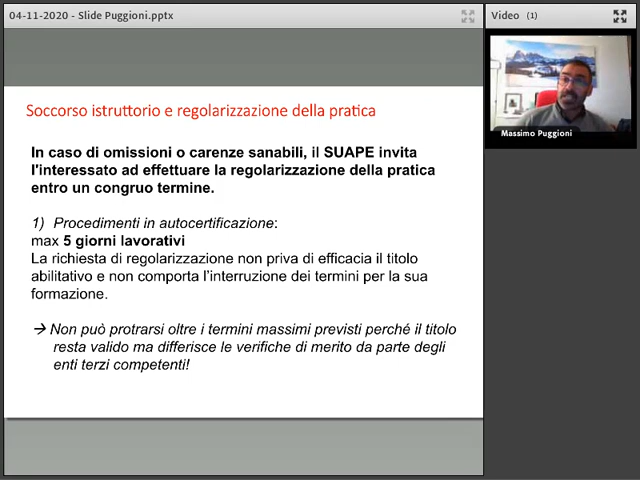 04-11-2020 - Slide Puggioni.pptx
Video (1)
Massimo Puggioni
Soccorso istruttorio e regolarizzazione della pratica
In caso di omissioni o carenze sanabili, il SUAPE invita
l'interessato ad effettuare la regolarizzazione della pratica
entro un congruo termine.
1) Procedimenti in autocertificazione:
max 5 giorni lavorativi
La richiesta di regolarizzazione non priva di efficacia il titolo
abilitativo e non comporta l'interruzione dei termini per la sua
formazione.
→ Non può protrarsi oltre i termini massimi previsti perché il titolo
resta valido ma differisce le verifiche di merito da parte degli
enti terzi competenti!